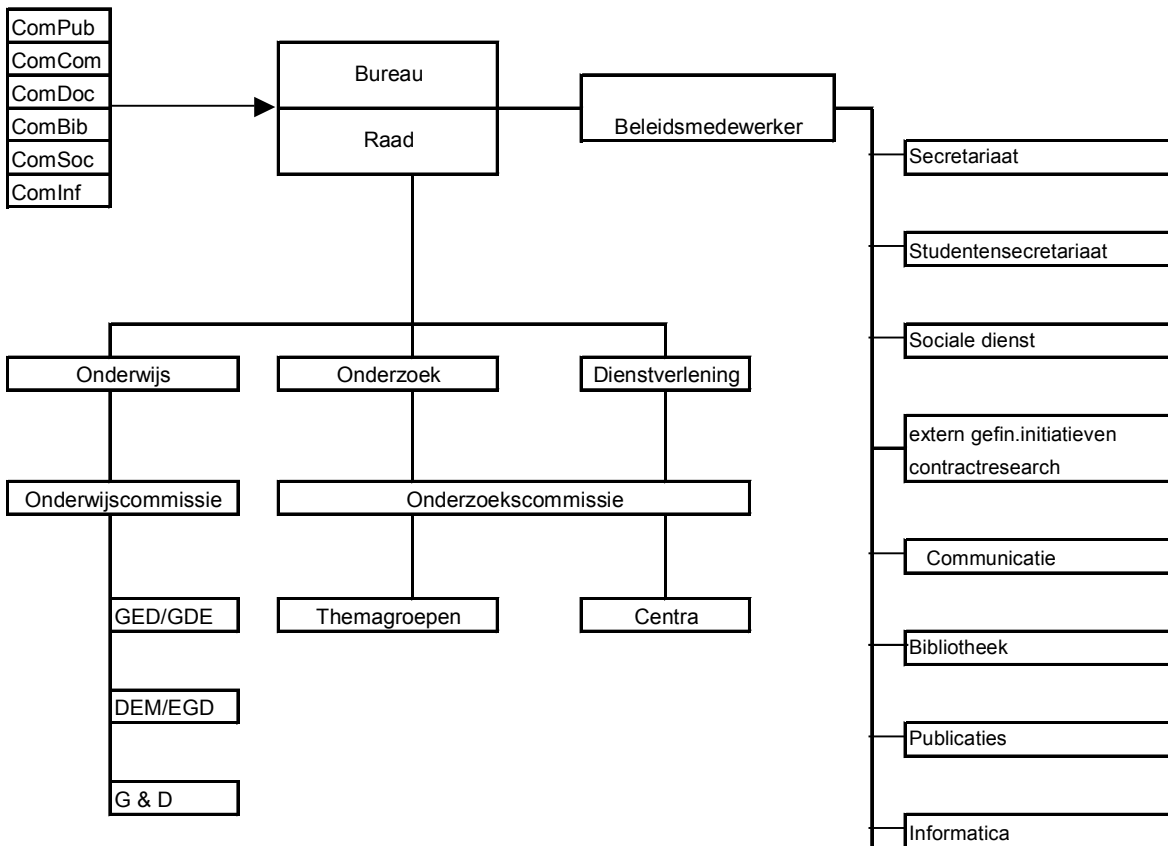 ComPub
ComCom
ComDoc
ComBib
ComSoc
ComInf
Bureau
Raad
Beleidsmedewerker
Secretariaat
Studentensecretariaat
Sociale dienst
extern gefin.initiatieven
contractresearch
Communicatie
Bibliotheek
Publicaties
Informatica
Onderwijs
Onderzoek
Dienstverlening
Onderwijscommissie
Onderzoekscommissie
GED/GDE
Themagroepen
Centra
DEM/EGD
G & D